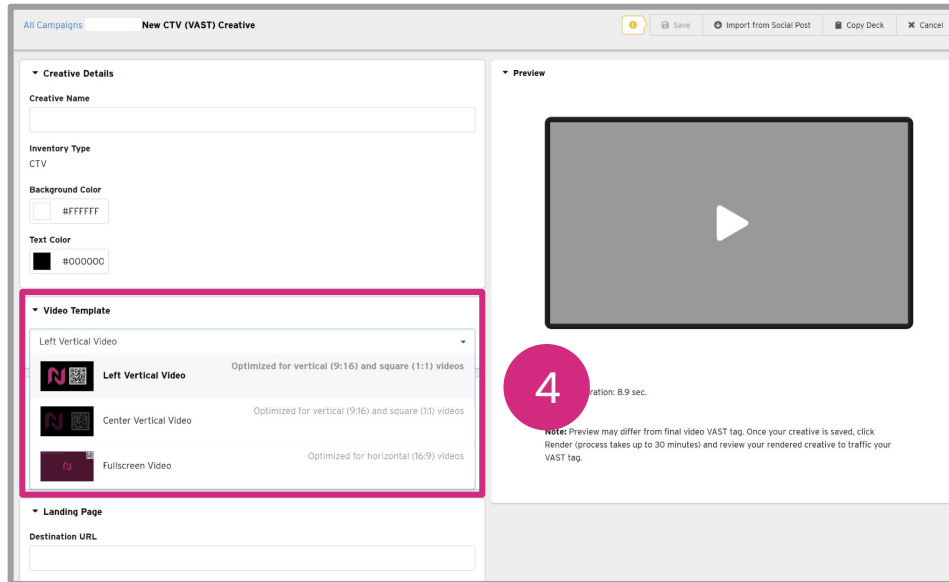 All Campaigns New CTV (VAST) Creative
Save
Import from Social Post
Copy Deck
Cancel
Creative Details
Creative Name
Inventory Type
CTV
Background Color
#FFFFFF
Text Color
#000000
Video Template
Left Vertical Video
Left Vertical Video
Optimized for vertical (9:16) and square (1:1) videos
Center Vertical Video
Optimized for vertical (9:16) and square (1:1) videos
Fullscreen Video
Optimized for horizontal (16:9) videos
Landing Page
Destination URL
Preview
4
8.9 sec.
Note: Preview may differ from final video VAST tag. Once your creative is saved, click
Render (process takes up to 30 minutes) and review your rendered creative to traffic your
VAST tag.